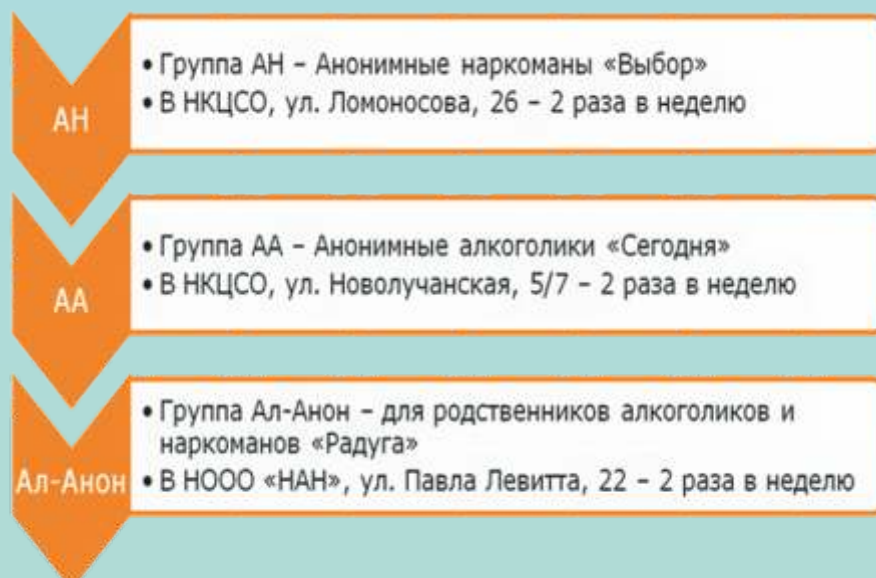 АН
• Группа АН – Анонимные наркоманы «Выбор»
• В НКЦСО, ул. Ломоносова, 26 – 2 раза в неделю
АА
• Группа АА – Анонимные алкоголики «Сегодня»
• В НКЦСО, ул. Новолучанская, 5/7 – 2 раза в неделю
Ал-Анон
• Группа Ал-Анон – для родственников алкоголиков и
наркоманов «Радуга»
• В НООО «НАН», ул. Павла Левитта, 22 – 2 раза в неделю